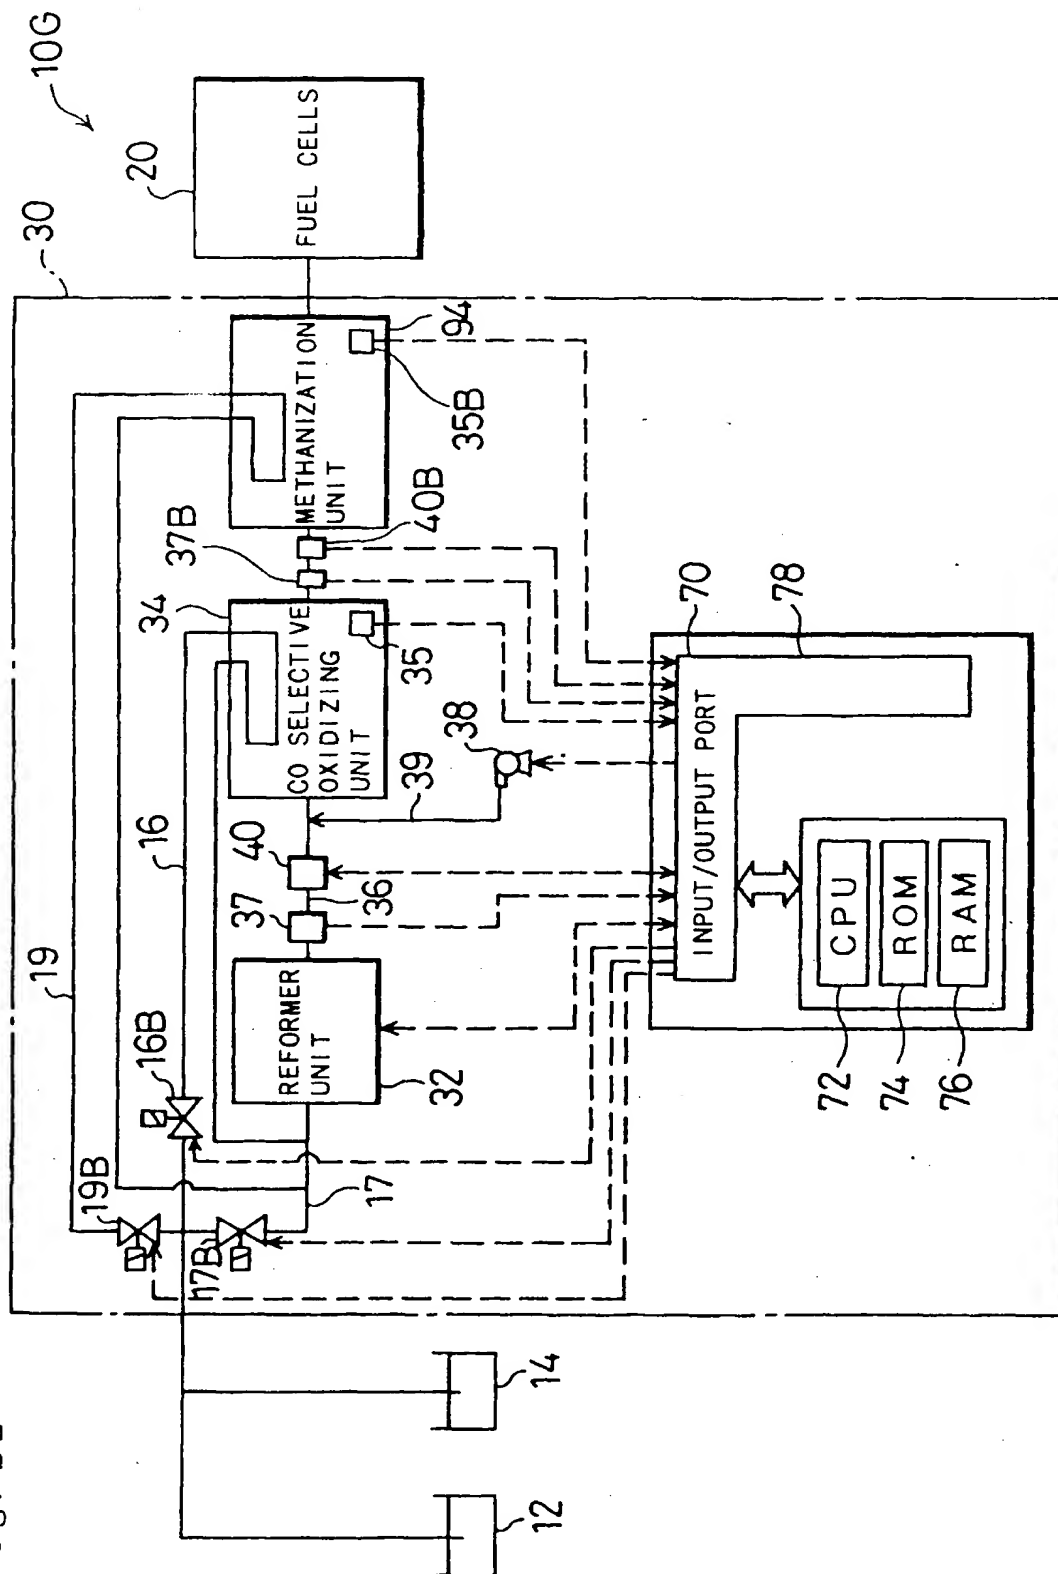 10G
20
FUEL CELLS
30
94
METHANIZATION
UNIT
35B
40B
37B
34
CO SELECTIVE
OXIDIZING
UNIT
35
38
39
16
40
36
37
19
REFORMER
UNIT
32
16B
19B
17B
17
14
12
70
78
INPUT/OUTPUT PORT
CPU
ROM
RAM
72
74
76